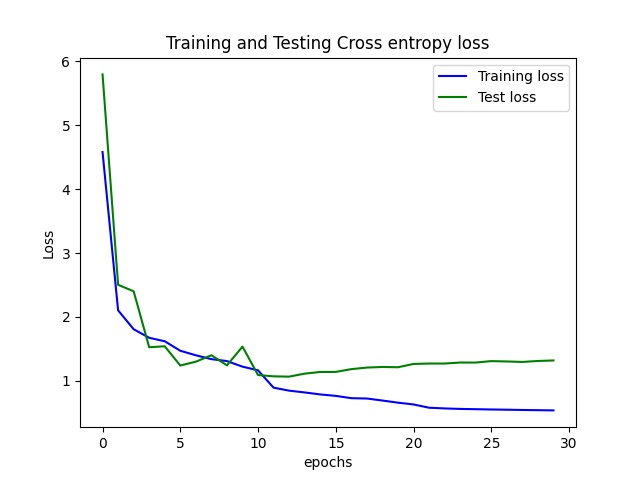 Training and Testing Cross entropy loss
Training loss
Test loss
Loss
6
5
4
3
2
1
0 5 10 15 20 25 30
epochs